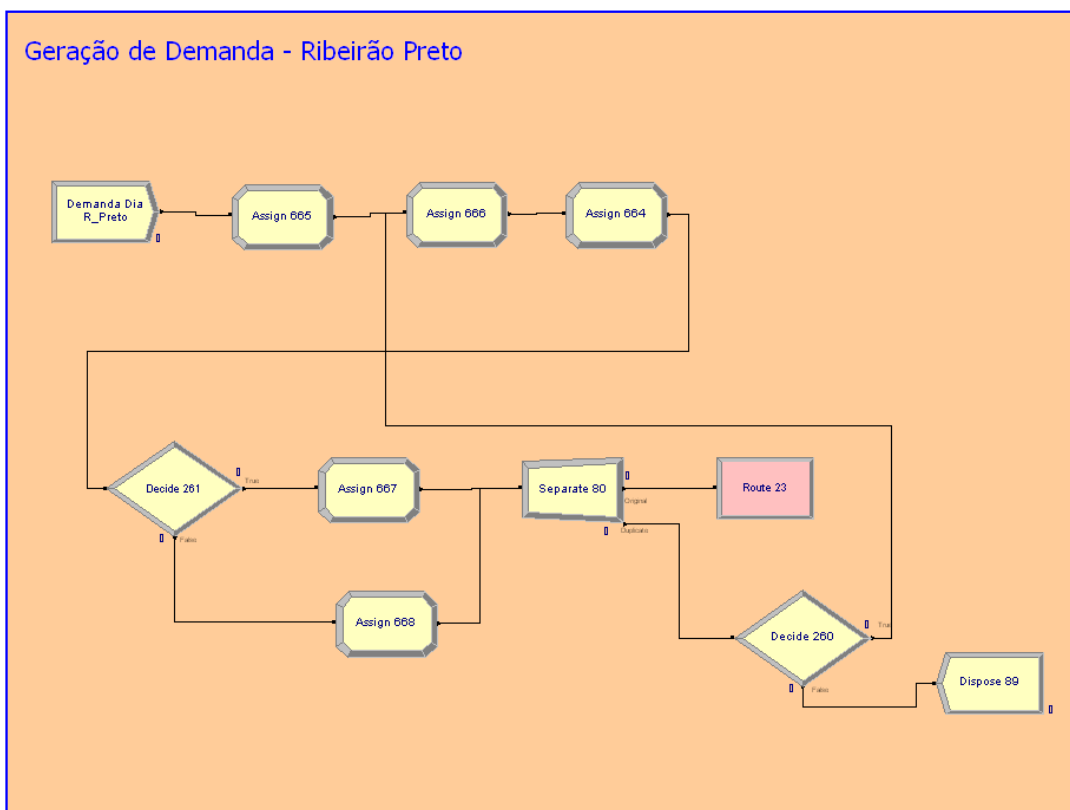 Geração de Demanda - Ribeirão Preto
Demanda Dia
R_Preto
Assign 665
Assign 666
Assign 664
Decide 261
True
False
Assign 667
Separate 80
Original
Duplicate
Route 23
Assign 668
Decide 260
True
False
Dispose 89